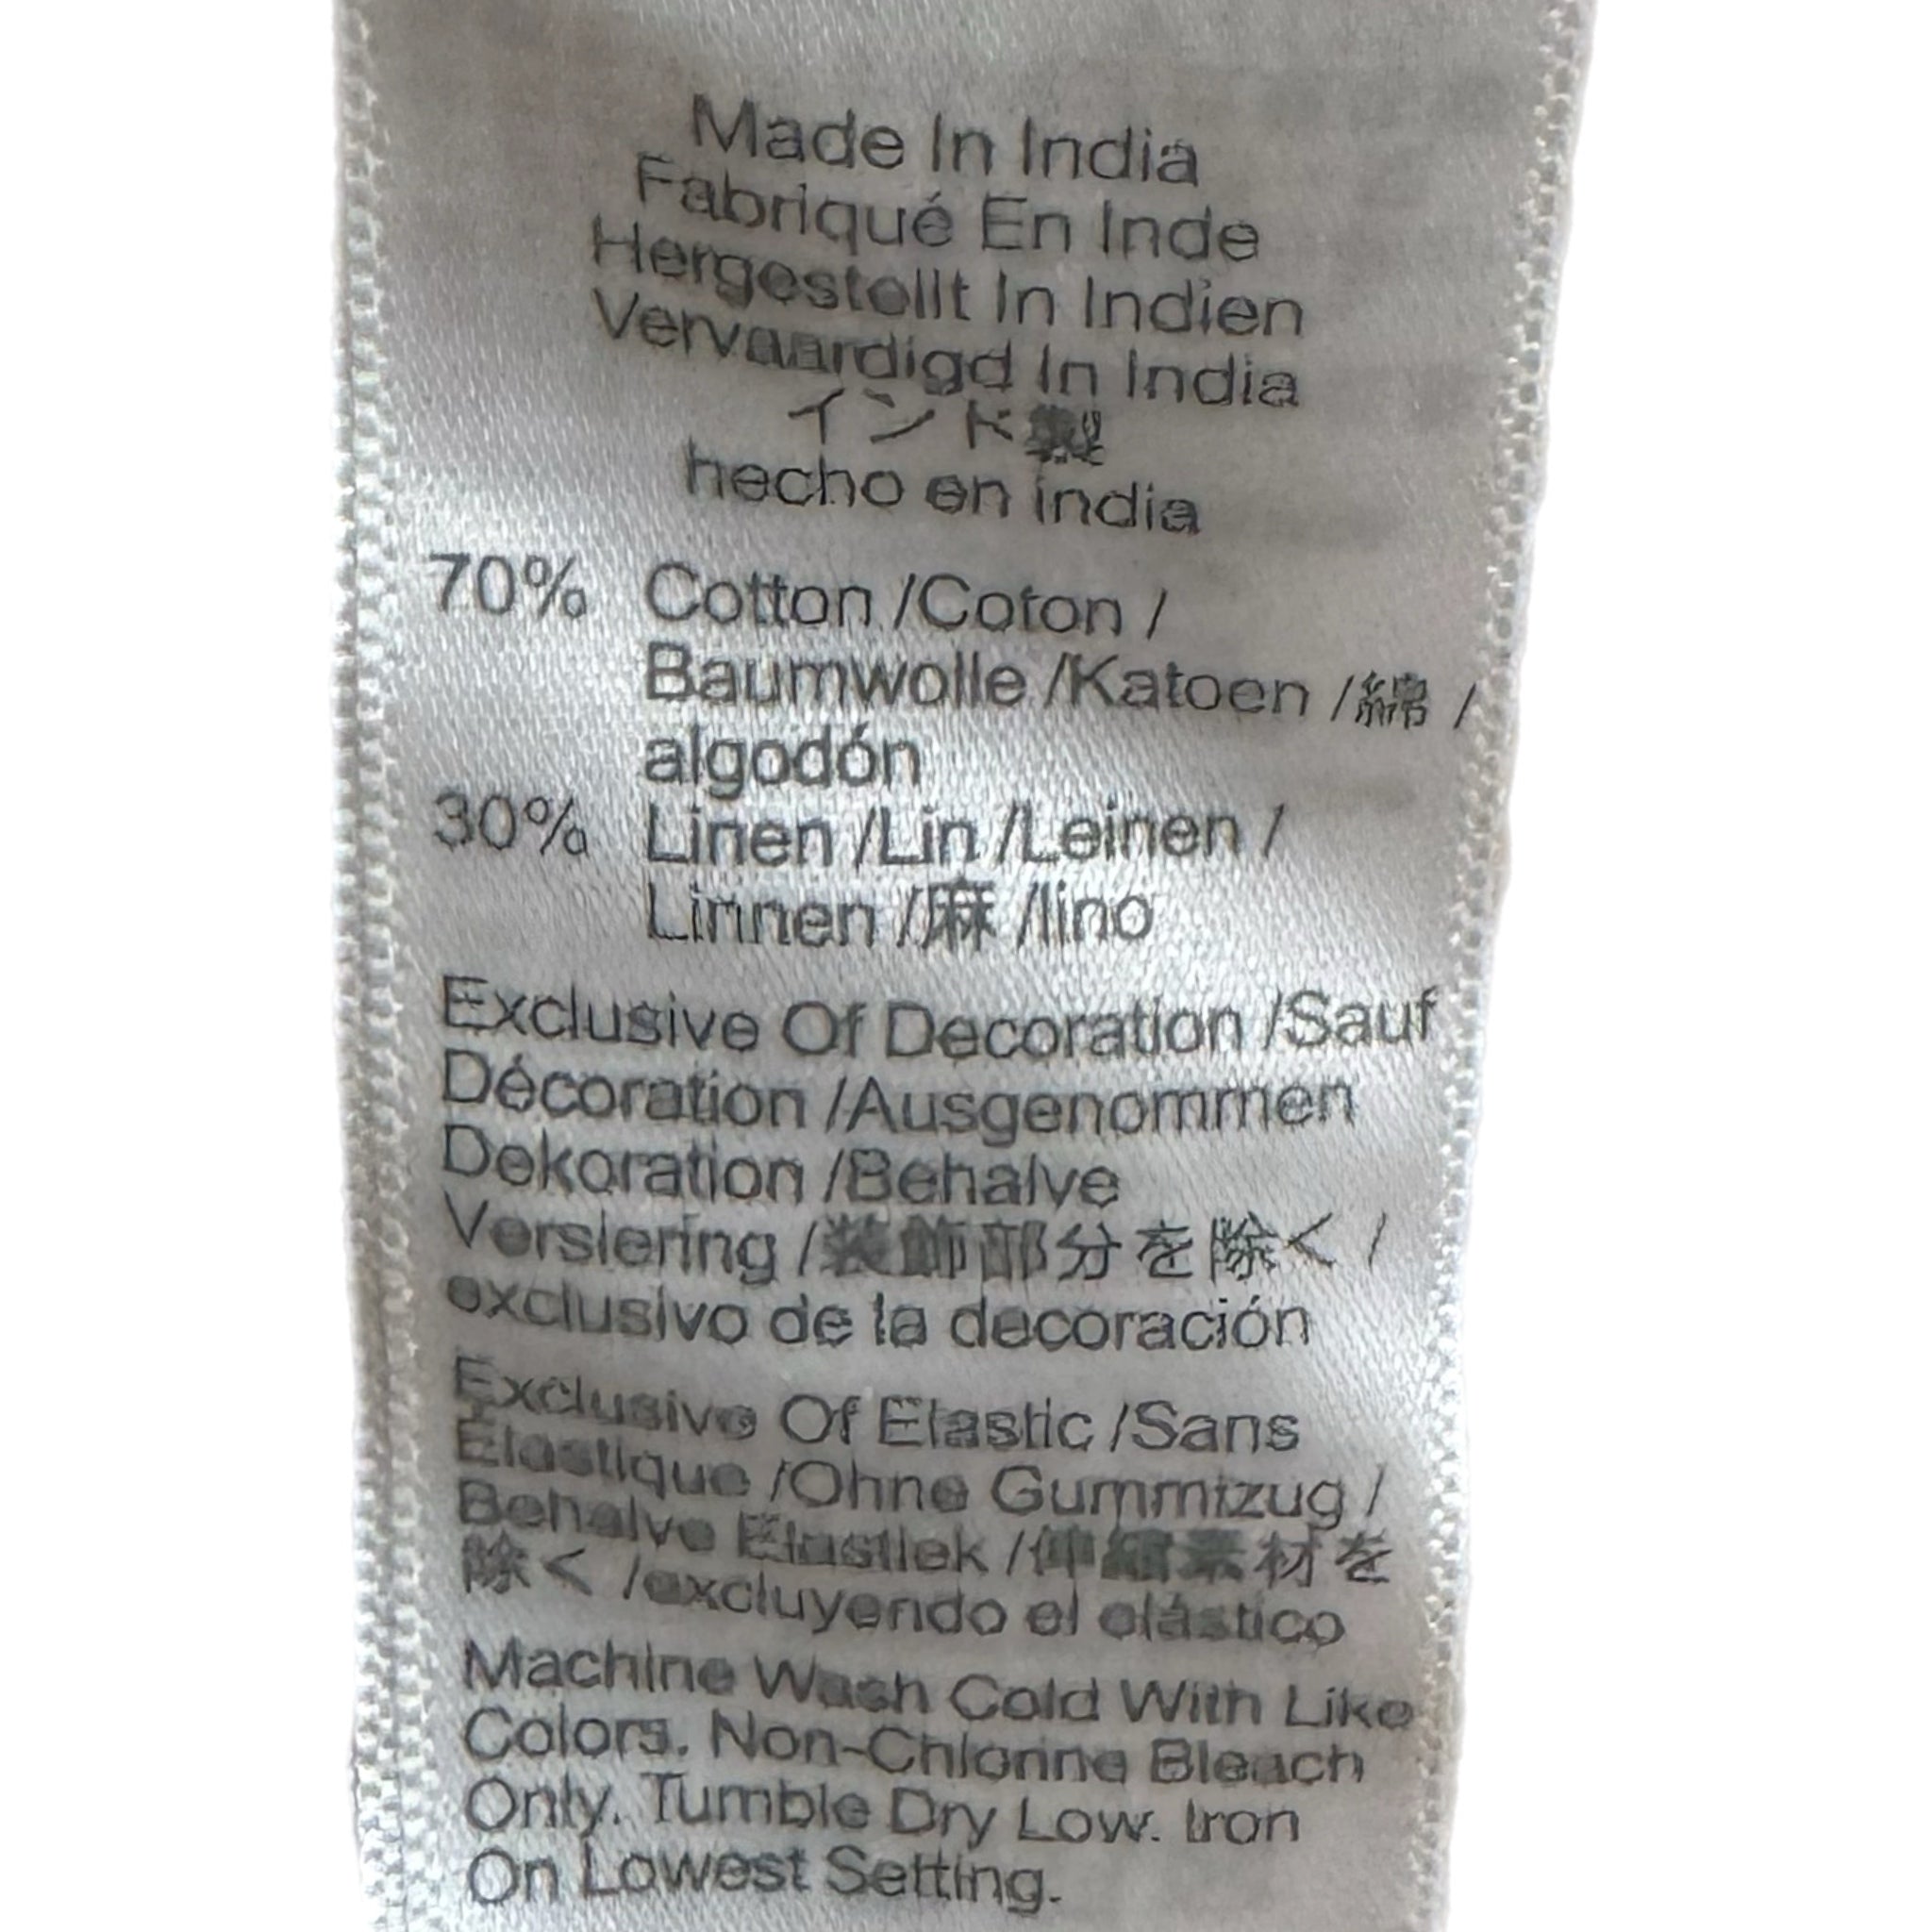 Made In India
Fabriqué En Inde
Hergestellt In Indien
Vervaardigd In India
インド製
hecho en india
70% Cotton /Coton /
Baumwolle /Katoen /綿 /
algodón
30% Linen /Lin /Leinen /
Linnen /麻 /lino
Exclusive Of Decoration /Sauf
Décoration /Ausgenommen
Dekoration /Behalve
Versiering /装飾部分を除く /
exclusivo de la decoración
Exclusive Of Elastic /Sans
Élastique /Ohne Gummizug /
Behalve Elastiek /伸縮素材を
除く /excluyendo el elástico
Machine Wash Cold With Like
Colors. Non-Chlorine Bleach
Only. Tumble Dry Low. Iron
On Lowest Setting.